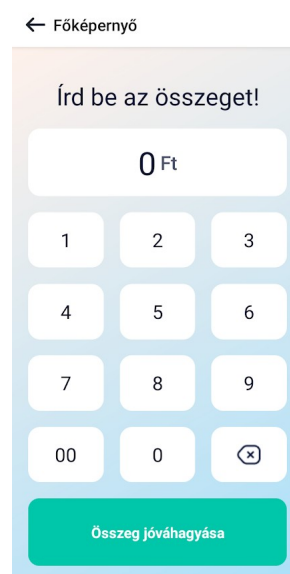 Főképernyő
Írd be az összeget!
0 Ft
1 2 3
4 5 6
7 8 9
00 0
Összeg jóváhagyása